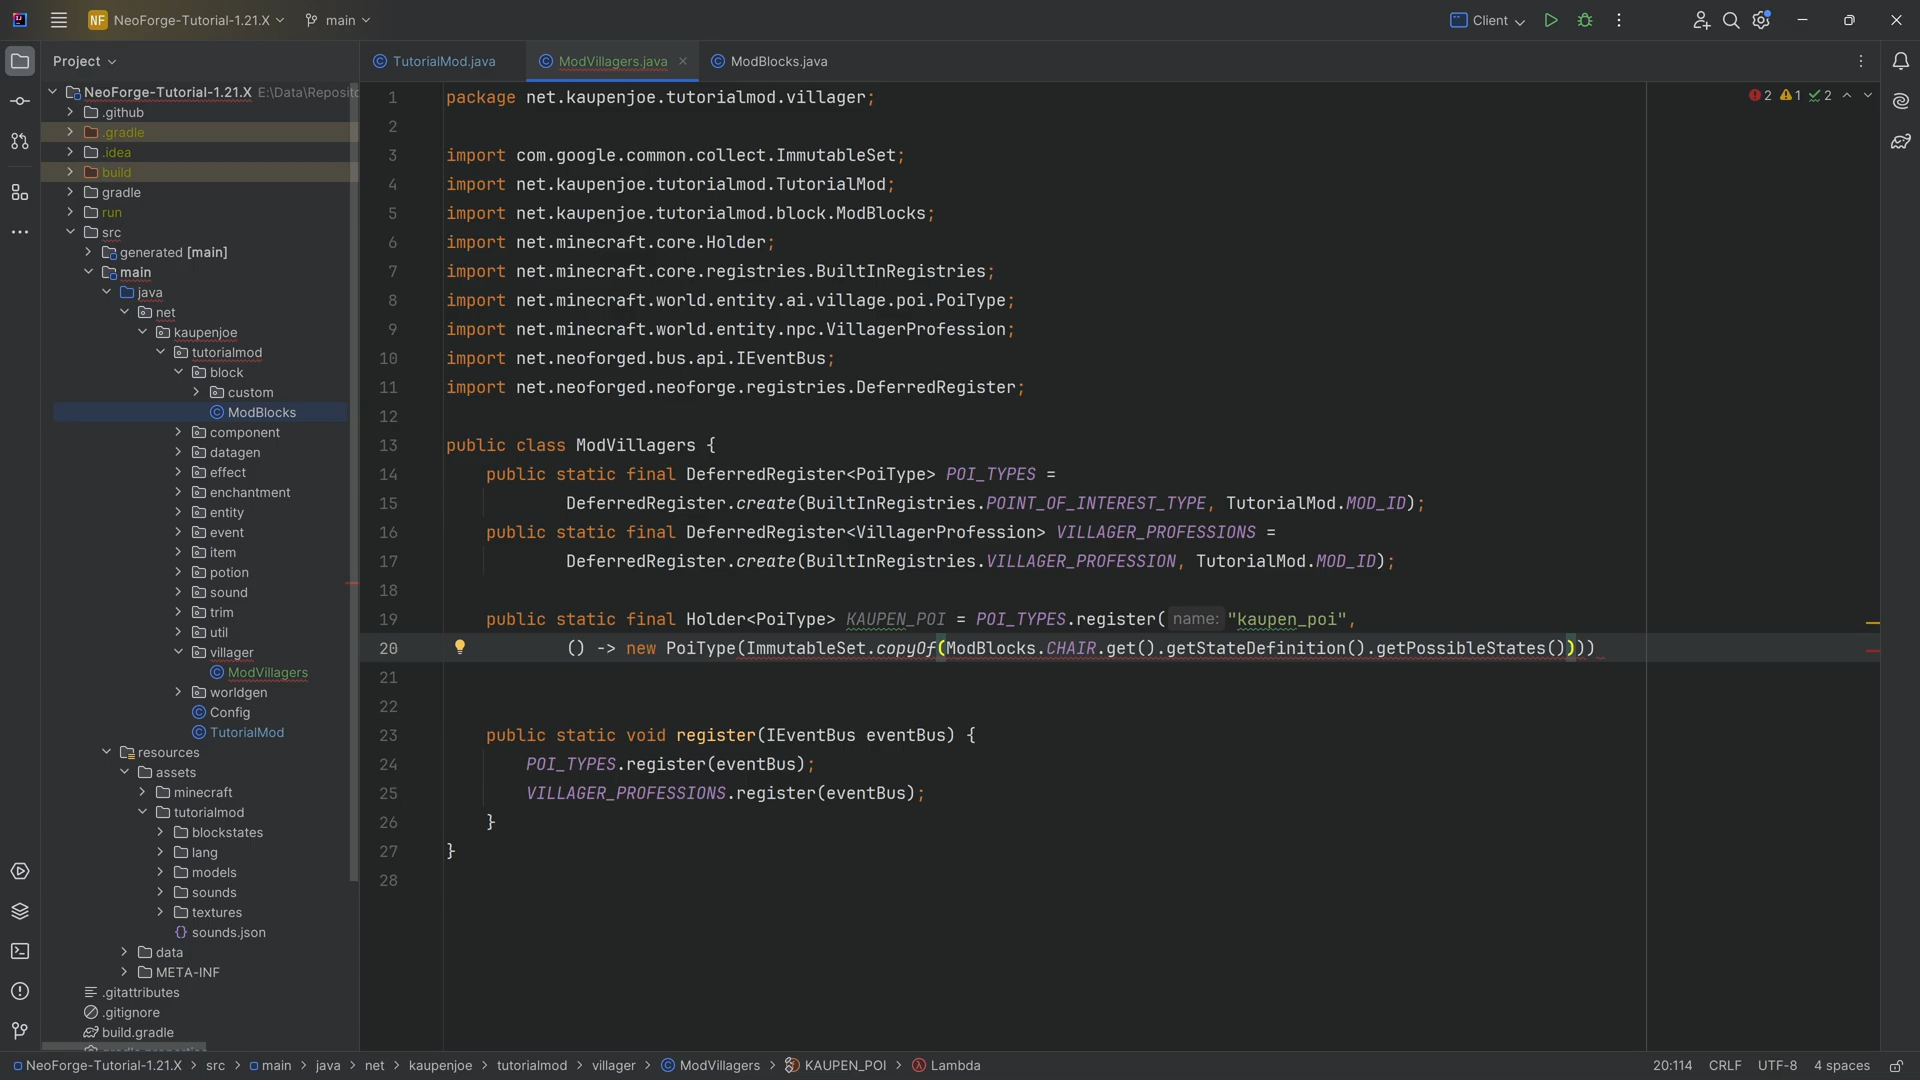 NF NeoForge-Tutorial-1.21.X main Client
Project
TutorialMod.java ModVillagers.java ModBlocks.java
NeoForge-Tutorial-1.21.X E:\Data\Reposito
.github
.gradle
.idea
build
gradle
run
src
generated [main]
main
java
net
kaupenjoe
tutorialmod
block
custom
ModBlocks
component
datagen
effect
enchantment
entity
event
item
potion
sound
trim
util
villager
ModVillagers
worldgen
Config
TutorialMod
resources
assets
minecraft
tutorialmod
blockstates
lang
models
sounds
textures
sounds.json
data
META-INF
.gitattributes
.gitignore
build.gradle
2 1 2
1 package net.kaupenjoe.tutorialmod.villager;
2
3 import com.google.common.collect.ImmutableSet;
4 import net.kaupenjoe.tutorialmod.TutorialMod;
5 import net.kaupenjoe.tutorialmod.block.ModBlocks;
6 import net.minecraft.core.Holder;
7 import net.minecraft.core.registries.BuiltInRegistries;
8 import net.minecraft.world.entity.ai.village.poi.PoiType;
9 import net.minecraft.world.entity.npc.VillagerProfession;
10 import net.neoforged.bus.api.IEventBus;
11 import net.neoforged.neoforge.registries.DeferredRegister;
12
13 public class ModVillagers {
14 public static final DeferredRegister<PoiType> POI_TYPES =
15 DeferredRegister.create(BuiltInRegistries.POINT_OF_INTEREST_TYPE, TutorialMod.MOD_ID);
16 public static final DeferredRegister<VillagerProfession> VILLAGER_PROFESSIONS =
17 DeferredRegister.create(BuiltInRegistries.VILLAGER_PROFESSION, TutorialMod.MOD_ID);
18
19 public static final Holder<PoiType> KAUPEN_POI = POI_TYPES.register( name: "kaupen_poi",
20 () -> new PoiType(ImmutableSet.copyOf(ModBlocks.CHAIR.get().getStateDefinition().getPossibleStates())))
21
22
23 public static void register(IEventBus eventBus) {
24 POI_TYPES.register(eventBus);
25 VILLAGER_PROFESSIONS.register(eventBus);
26 }
27 }
28
NeoForge-Tutorial-1.21.X > src > main > java > net > kaupenjoe > tutorialmod > villager > ModVillagers > KAUPEN_POI > Lambda
20:114 CRLF UTF-8 4 spaces